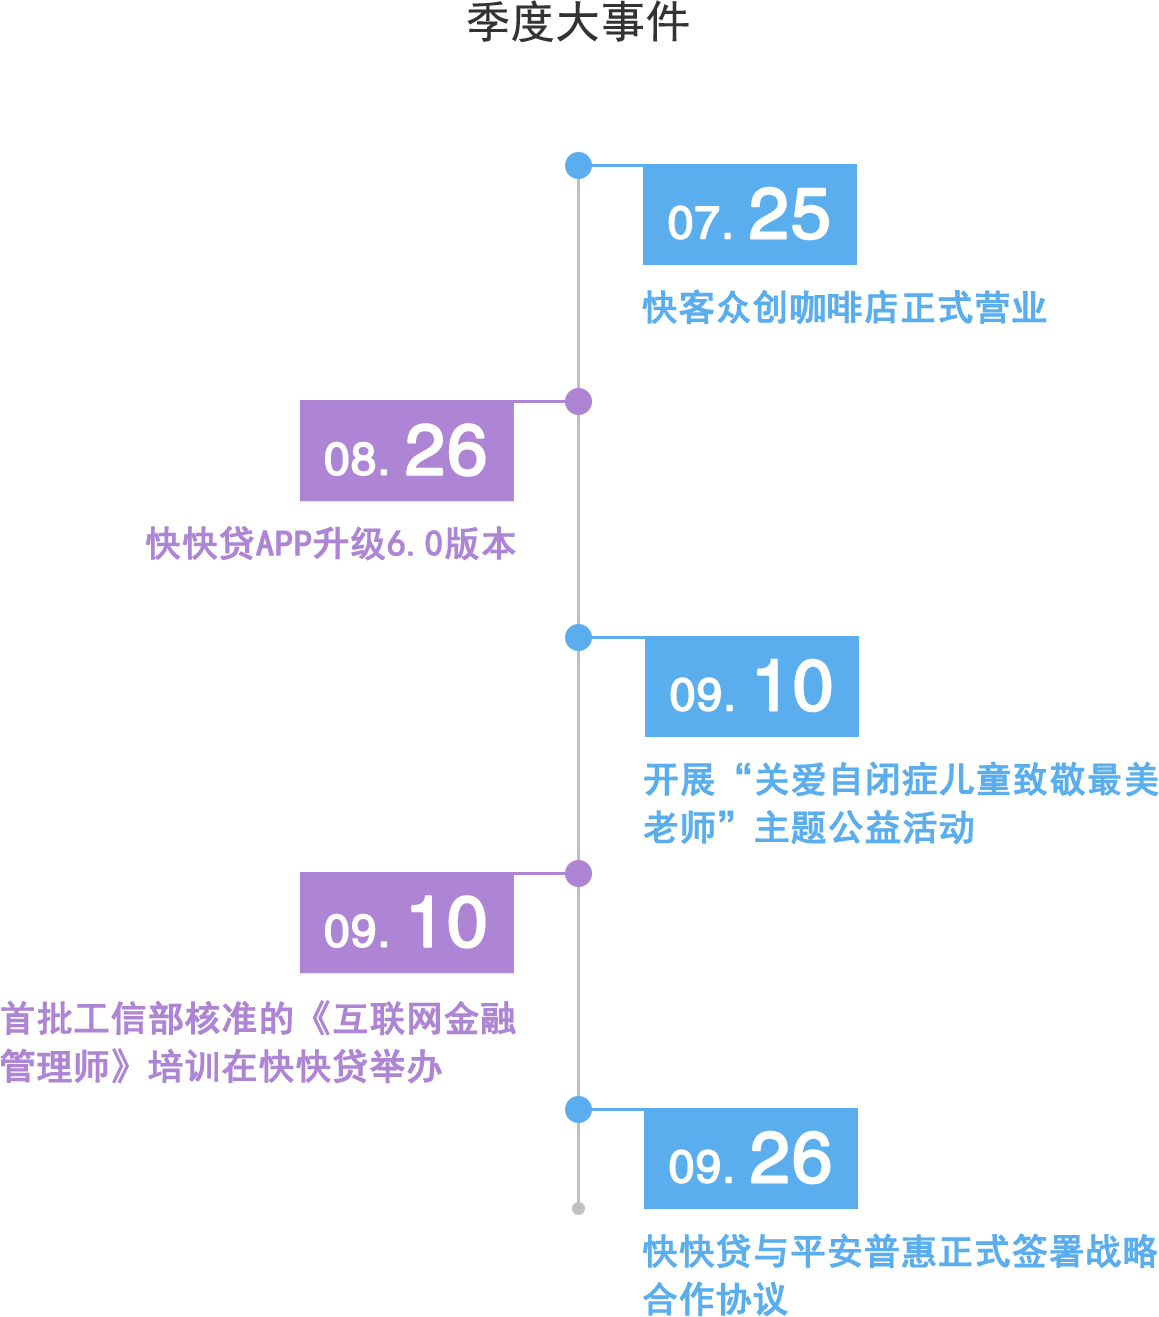 季度大事件
07. 25
快客众创咖啡店正式营业
08. 26
快快贷APP升级6.0版本
09. 10
开展“关爱自闭症儿童致敬最美
老师”主题公益活动
09. 10
首批工信部核准的《互联网金融
管理师》培训在快快贷举办
09. 26
快快贷与平安普惠正式签署战略
合作协议